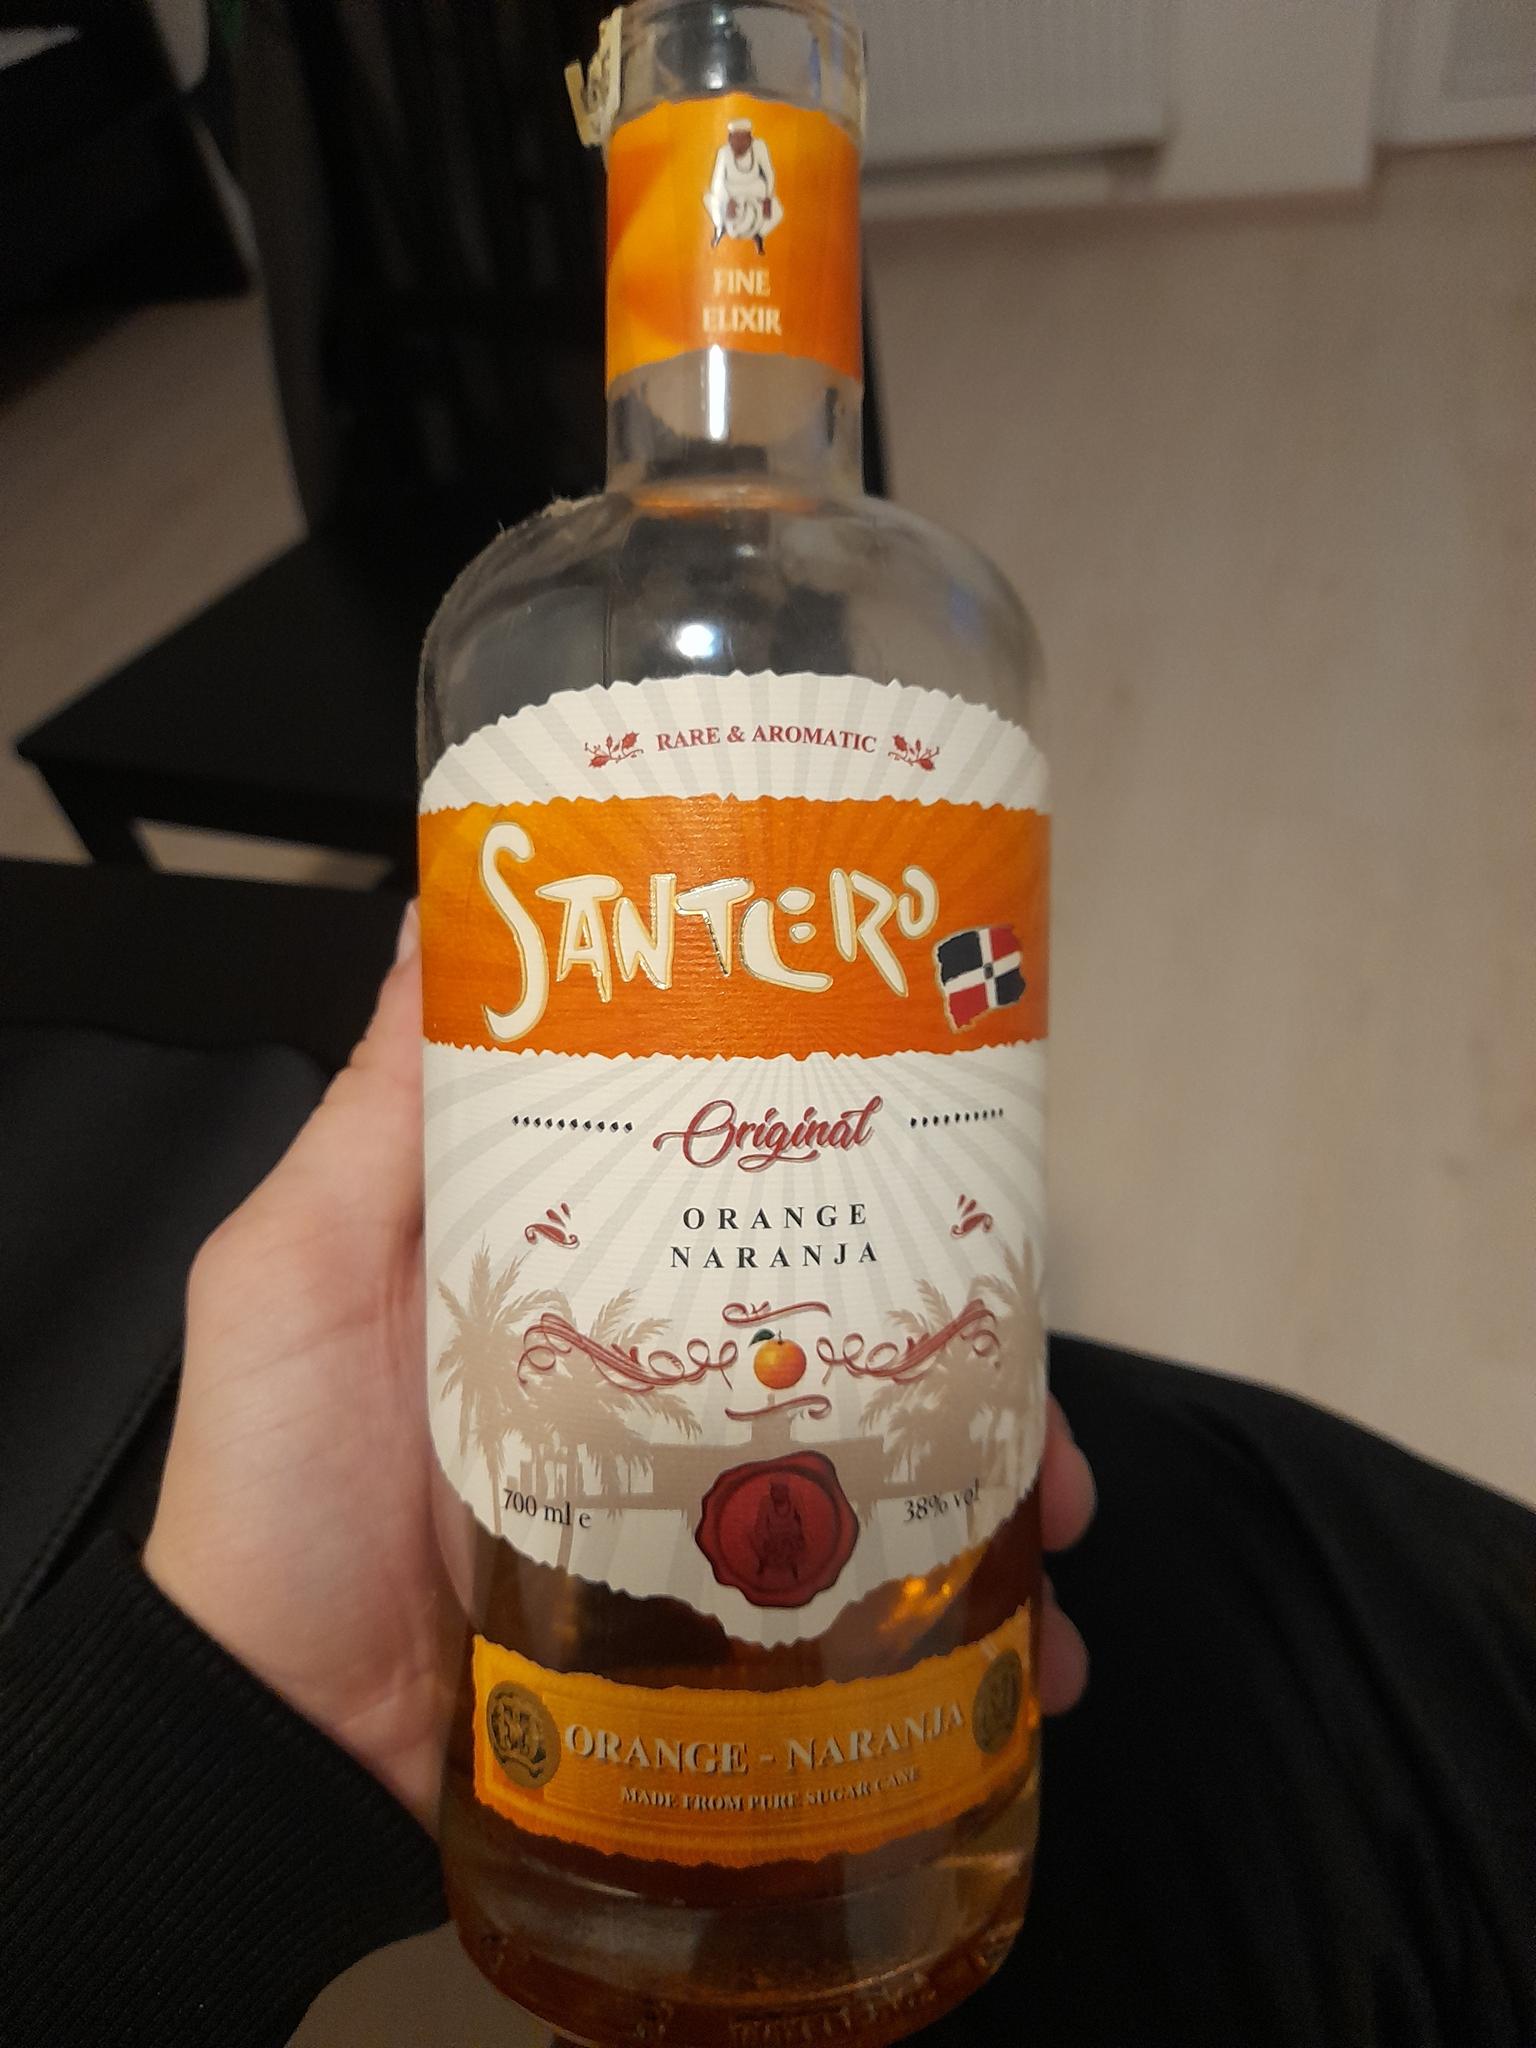 FINE
ELIXIR
RARE & AROMATIC
SANTERO
Original
ORANGE
NARANJA
700 ml e
38% vol
ORANGE - NARANJA
MADE FROM PURE SUGAR CANE